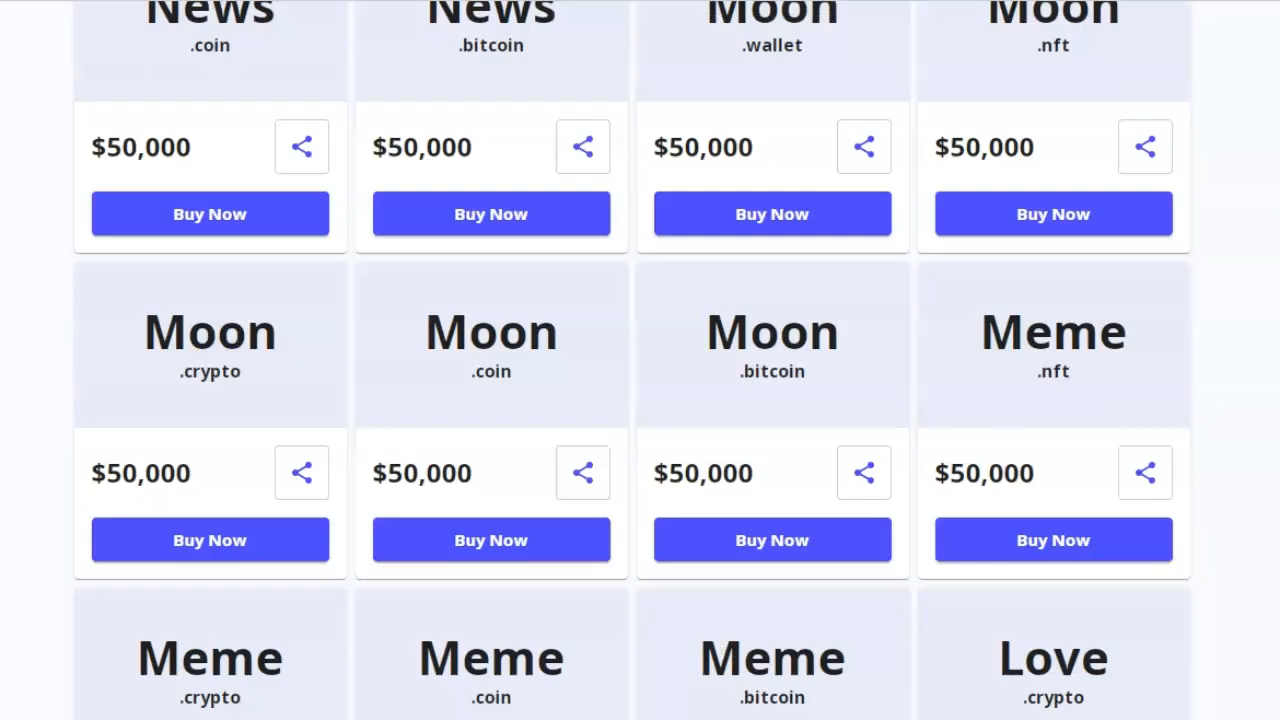 News News Moon Moon
.coin .bitcoin .wallet .nft
$50,000 $50,000 $50,000 $50,000
Buy Now Buy Now Buy Now Buy Now
Moon Moon Moon Meme
.crypto .coin .bitcoin .nft
$50,000 $50,000 $50,000 $50,000
Buy Now Buy Now Buy Now Buy Now
Meme Meme Meme Love
.crypto .coin .bitcoin .crypto